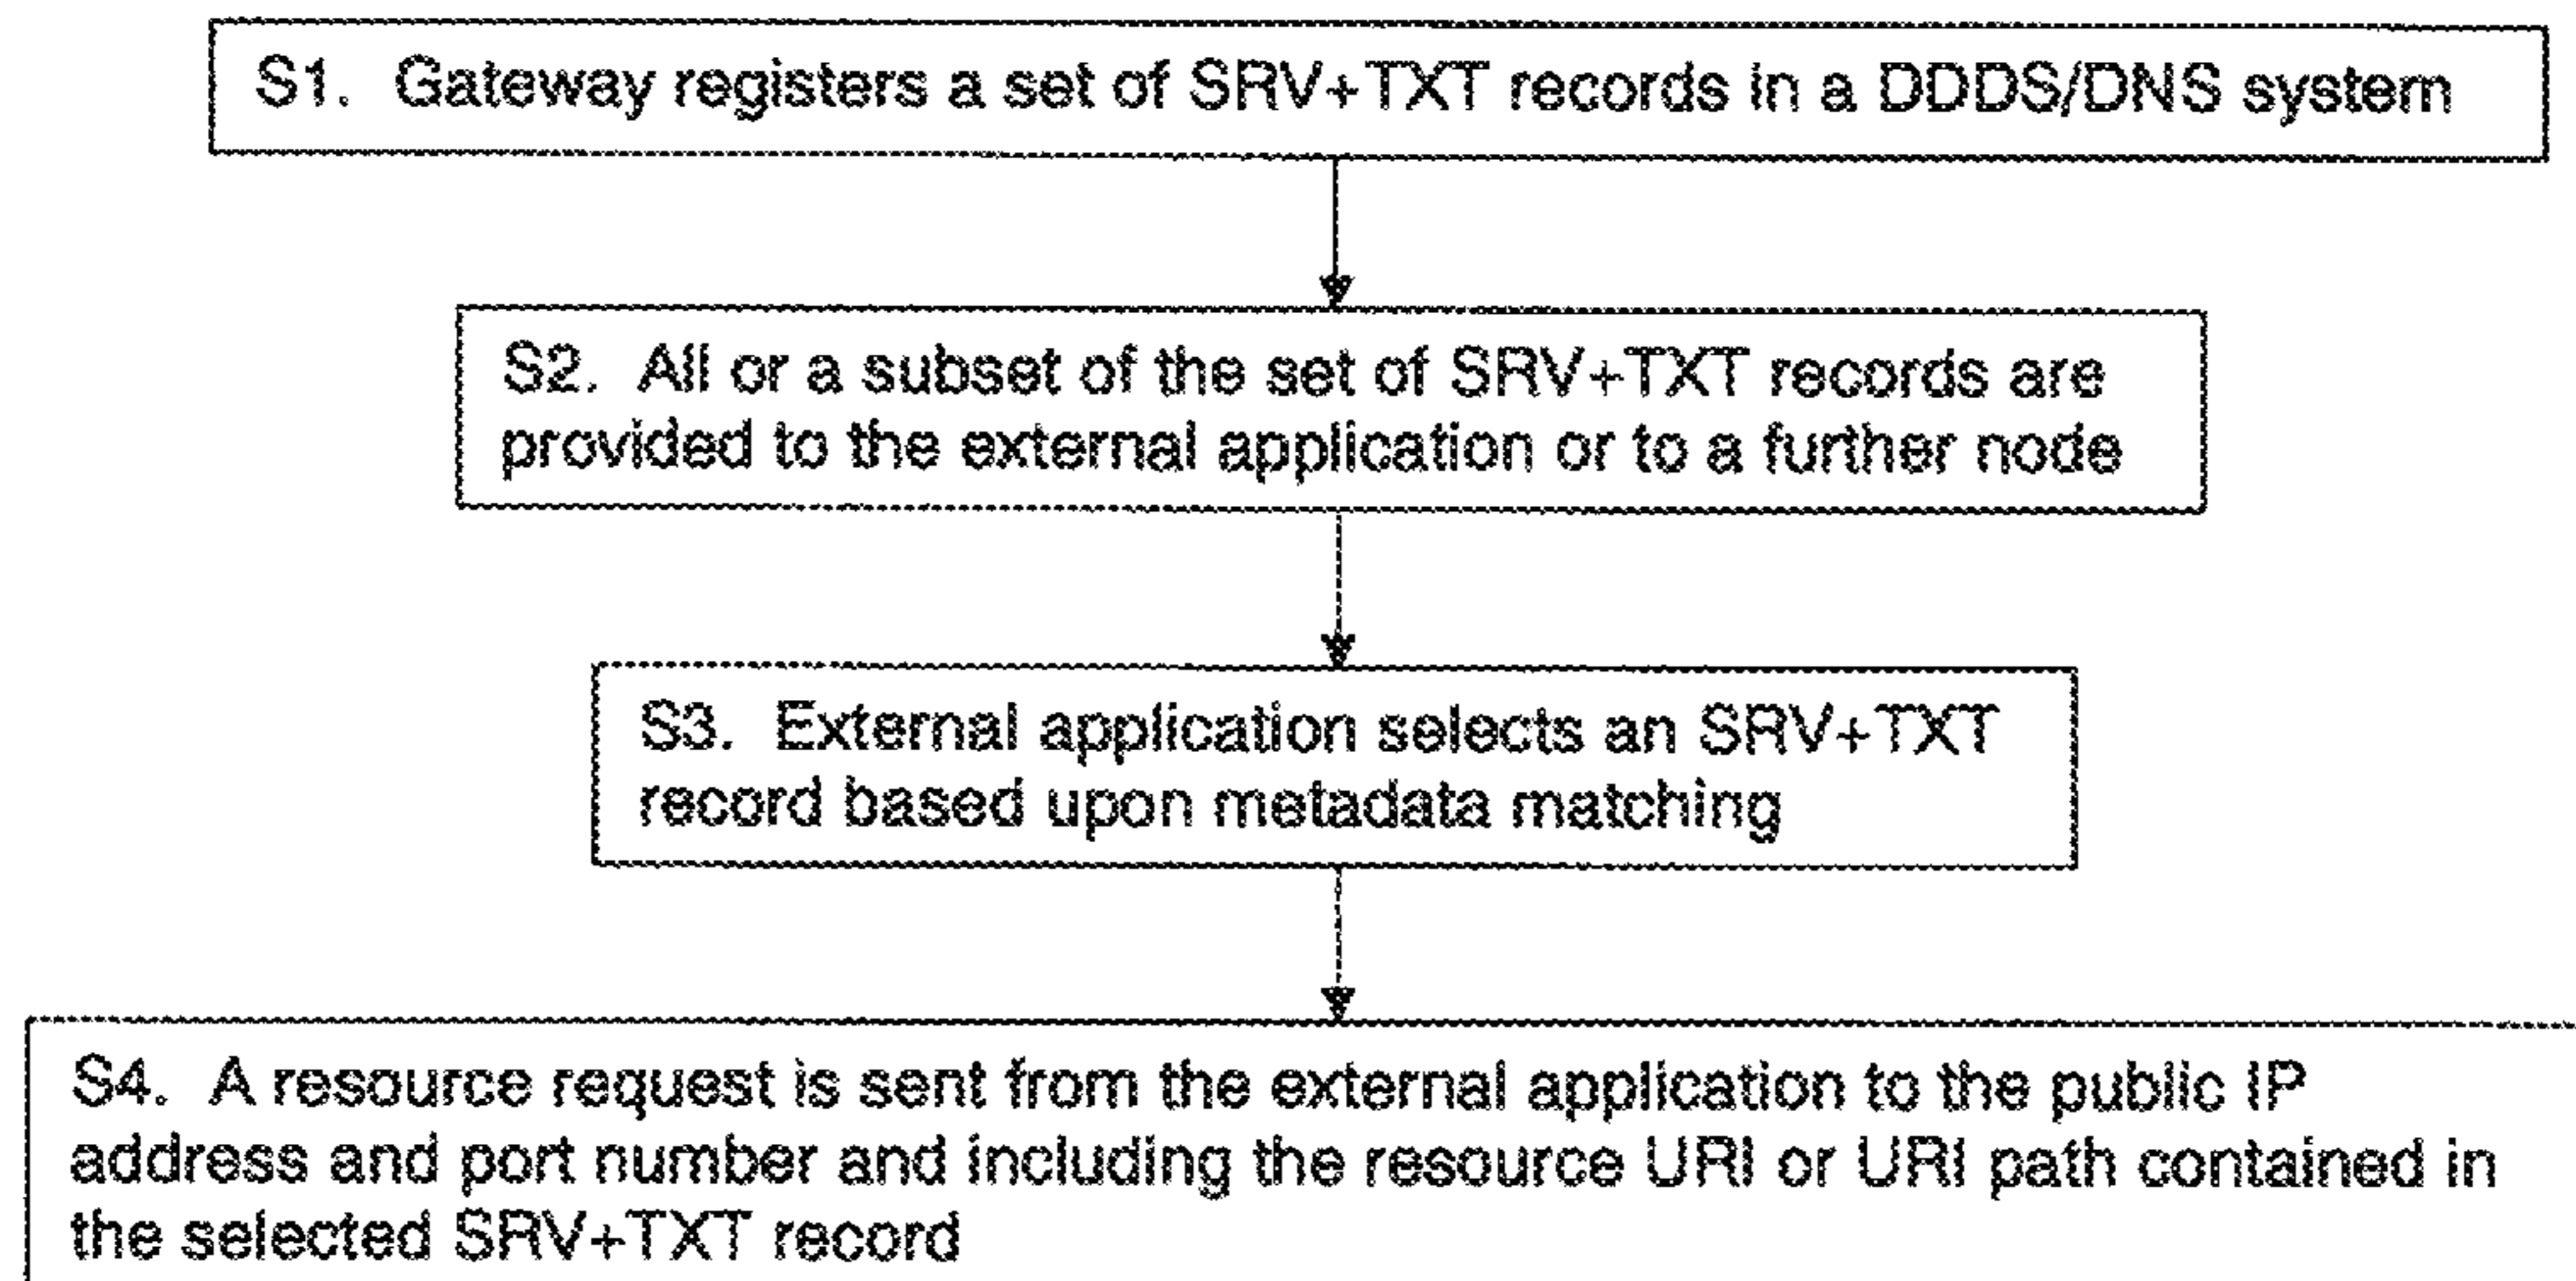 S1. Gateway registers a set of SRV+TXT records in a DDDS/DNS system
S2. All or a subset of the set of SRV+TXT records are
provided to the external application or to a further node
S3. External application selects an SRV+TXT
record based upon metadata matching
S4. A resource request is sent from the external application to the public IP
address and port number and including the resource URI or URI path contained in
the selected SRV+TXT record